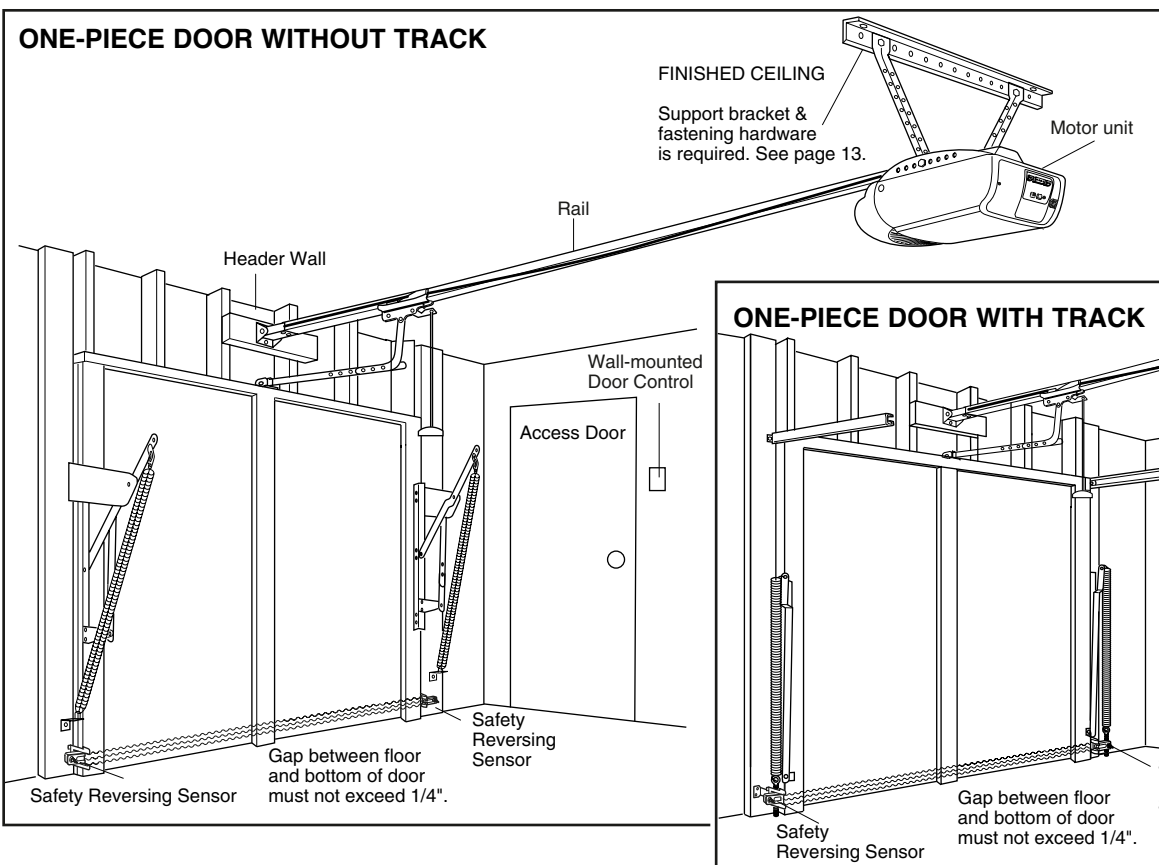 ONE-PIECE DOOR WITHOUT TRACK
FINISHED CEILING
Support bracket &
fastening hardware
is required. See page 13.
Motor unit
Rail
Header Wall
Wall-mounted
Door Control
Access Door
Safety
Reversing
Sensor
Gap between floor
and bottom of door
must not exceed 1/4".
Safety Reversing Sensor
ONE-PIECE DOOR WITH TRACK
Gap between floor
and bottom of door
must not exceed 1/4".
Safety
Reversing Sensor